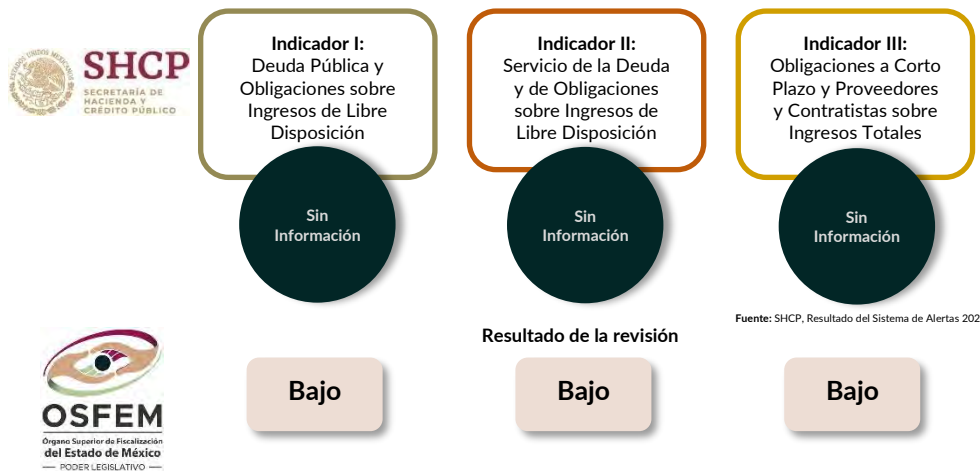 SHCP
SECRETARÍA DE
HACIENDA Y
CRÉDITO PÚBLICO
Indicador I:
Deuda Pública y
Obligaciones sobre
Ingresos de Libre
Disposición
Indicador II:
Servicio de la Deuda
y de Obligaciones
sobre Ingresos de
Libre Disposición
Indicador III:
Obligaciones a Corto
Plazo y Proveedores
y Contratistas sobre
Ingresos Totales
Sin
Información
Sin
Información
Sin
Información
Fuente: SHCP, Resultado del Sistema de Alertas 202
Resultado de la revisión
OSFEM
Órgano Superior de Fiscalización
del Estado de México
PODER LEGISLATIVO
Bajo
Bajo
Bajo